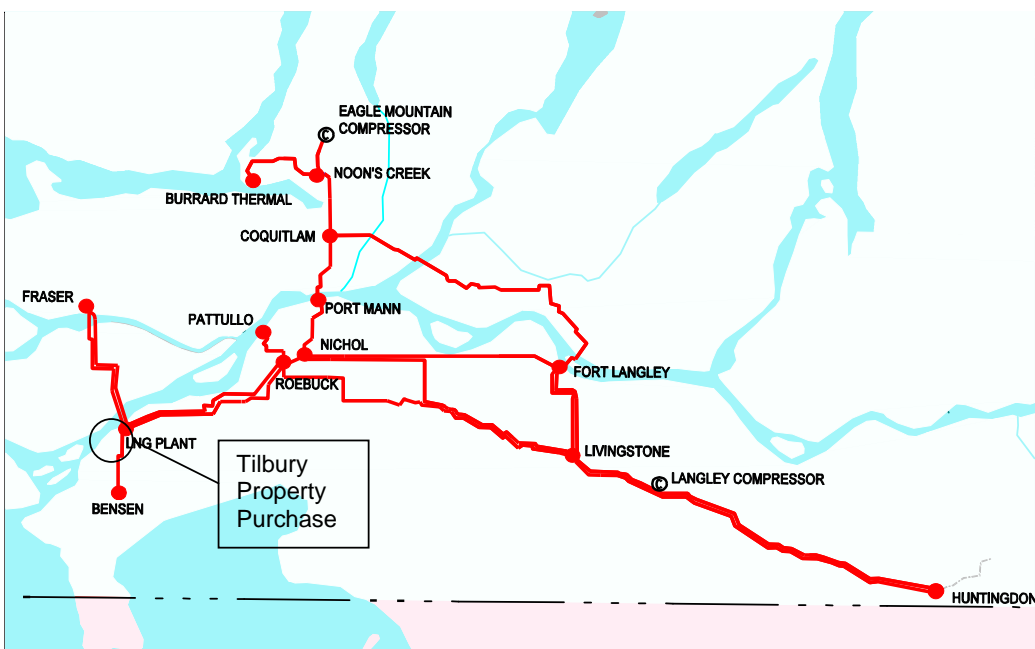 EAGLE MOUNTAIN
COMPRESSOR
C
NOON'S CREEK
BURRARD THERMAL
COQUITLAM
FRASER
PORT MANN
PATTULLO
NICHOL
ROEBUCK
FORT LANGLEY
LNG PLANT
LIVINGSTONE
Tilbury
Property
Purchase
C
LANGLEY COMPRESSOR
BENSEN
HUNTINGDON